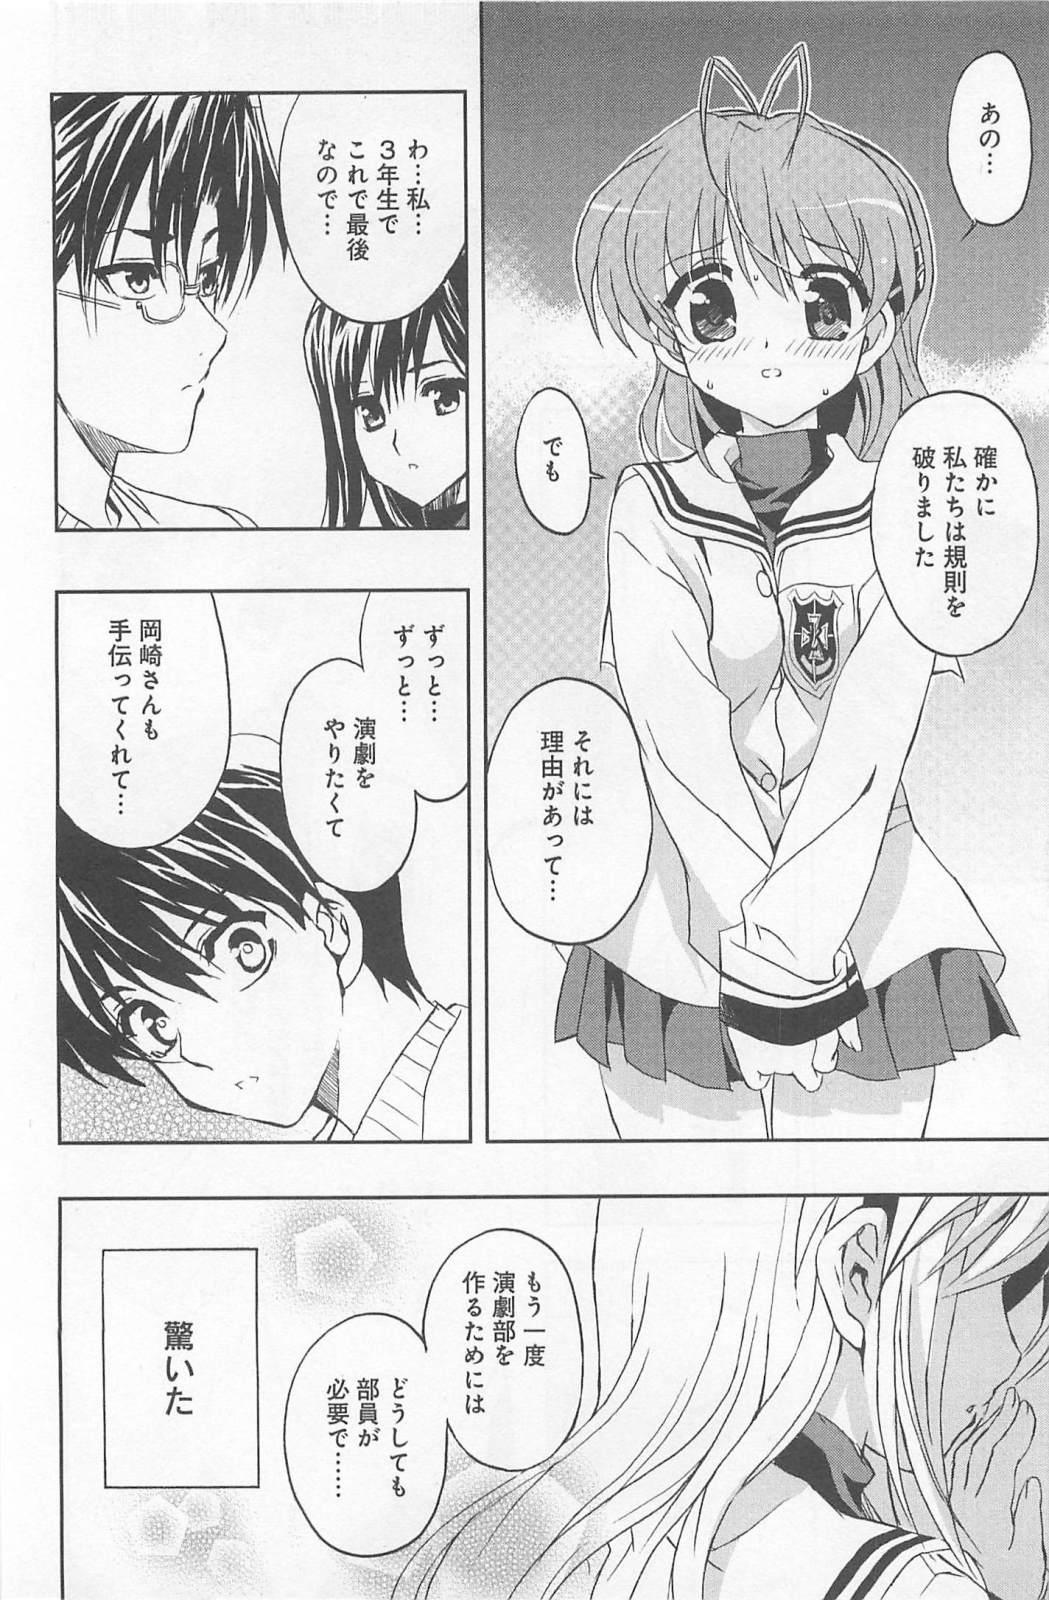 あの…
確かに
私たちは規則を
破りました
でも
それには
理由があって…
わ…私…
3年生で
これで最後
なので…
ずっと…
ずっと…
演劇を
やりたくて
岡崎さんも
手伝ってくれて…
もう一度
演劇部を
作るためには
どうしても
部員が
必要で……
驚いた